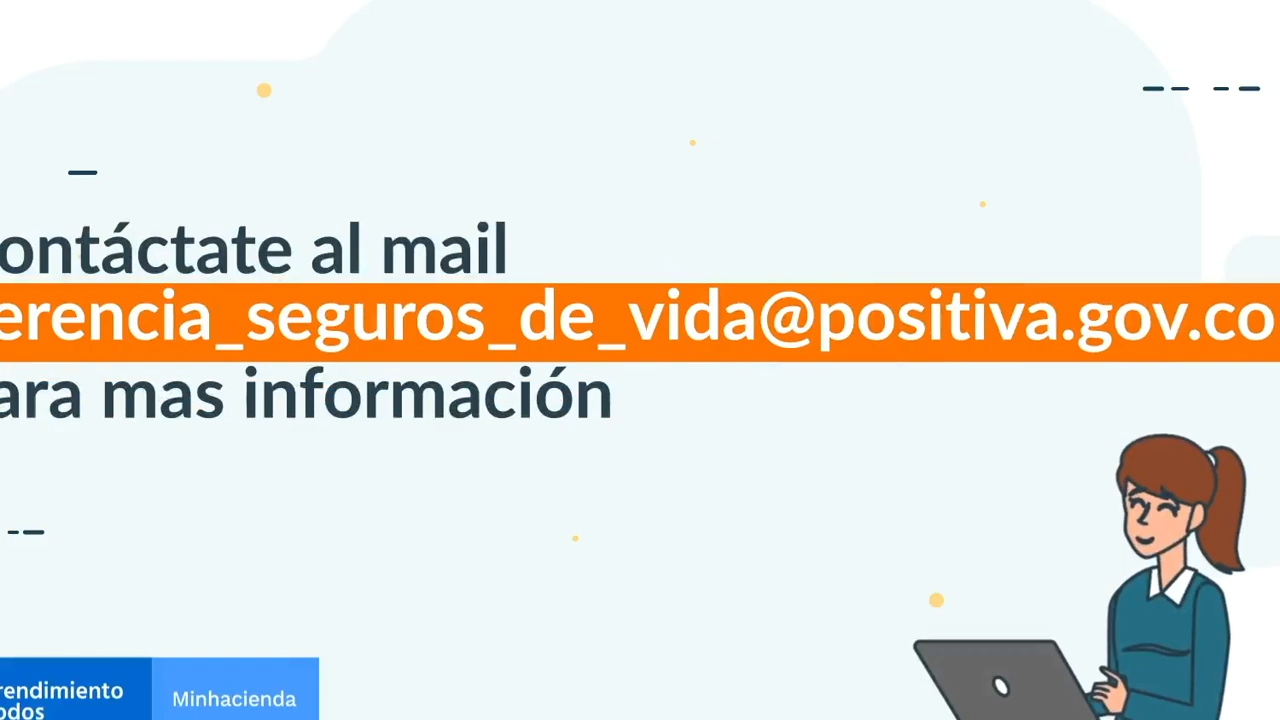 ontáctate al mail
erencia_seguros_de_vida@positiva.gov.co
ara mas información
rendimiento
odos
Minhacienda